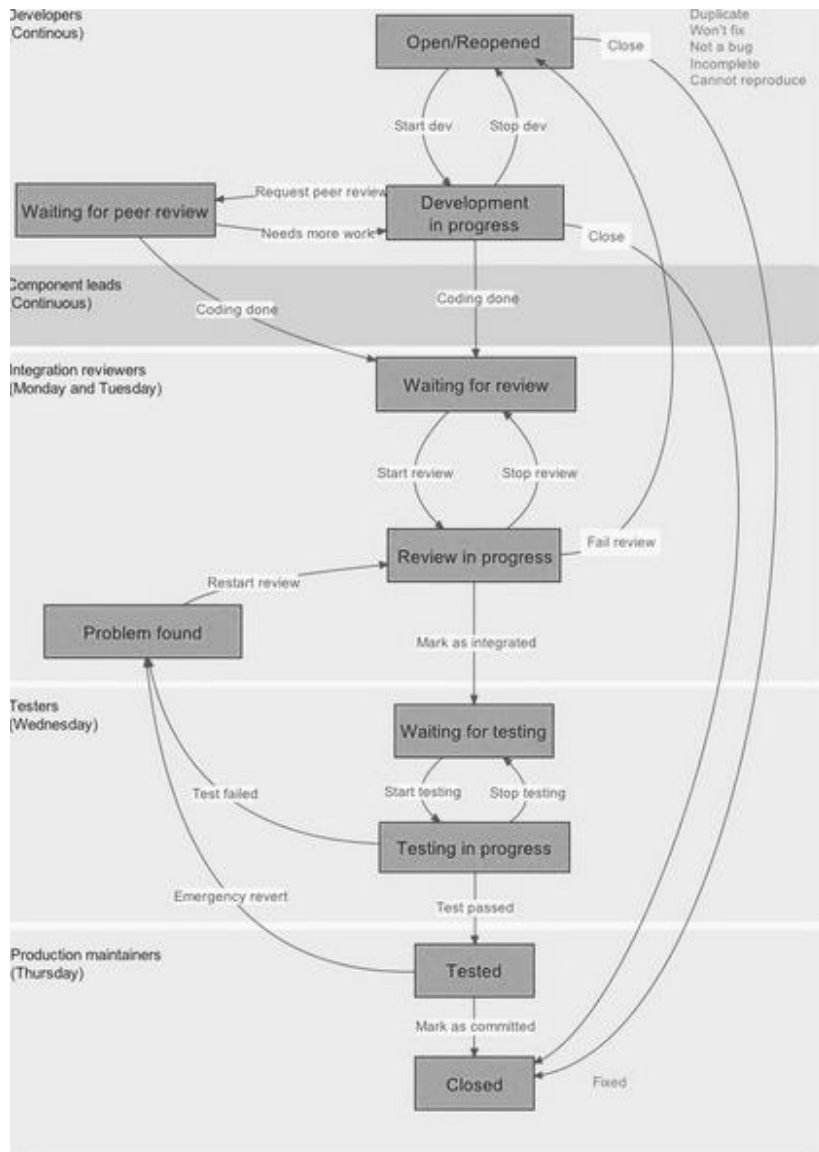 Developers
(Continous)
Open/Reopened
Close
Duplicate
Won't fix
Not a bug
Incomplete
Cannot reproduce
Start dev
Stop dev
Waiting for peer review
Request peer review
Needs more work
Development
in progress
Close
Component leads
(Continuous)
Coding done
Coding done
Integration reviewers
(Monday and Tuesday)
Waiting for review
Start review
Stop review
Review in progress
Fail review
Restart review
Problem found
Mark as integrated
Testers
(Wednesday)
Waiting for testing
Start testing
Stop testing
Test failed
Testing in progress
Emergency revert
Test passed
Production maintainers
(Thursday)
Tested
Mark as committed
Closed
Fixed